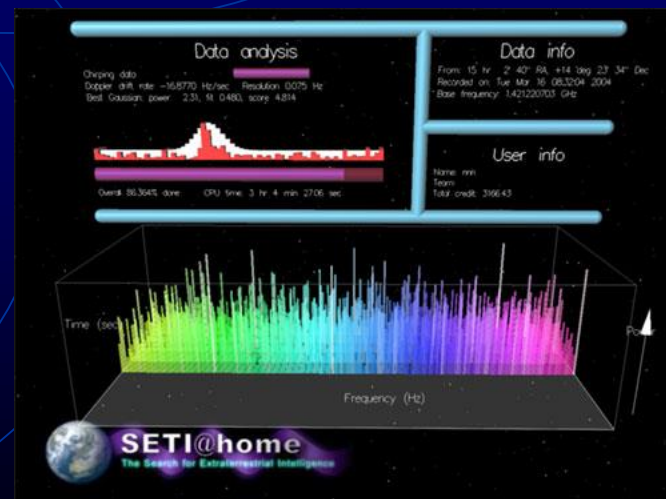 Data analysis
Chirping data
Doppler drift rate -16.8770 Hz/sec Resolution 0.075 Hz
Best Gaussian: power 2.31, fit 0.480, score 4.814
Overall: 86.364% done CPU time: 3 hr 4 min 27.06 sec
Data info
From: 15 hr 2' 40" RA, +14 deg 23' 34" Dec
Recorded on: Tue Mar 16 08:32:04 2004
Base frequency: 1.421220703 GHz
User info
Name: nnn
Team:
Total credit: 3166.43
Time (sec)
Power
Frequency (Hz)
SETI@home
The Search for Extraterrestrial Intelligence